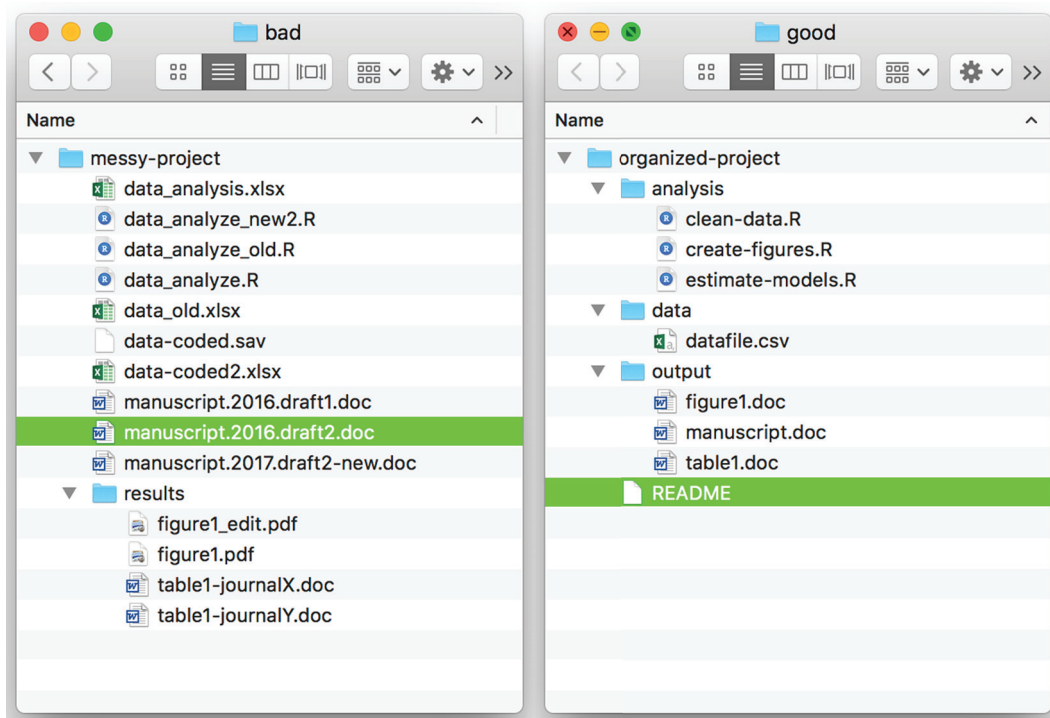 bad
Name
messy-project
data_analysis.xlsx
data_analyze_new2.R
data_analyze_old.R
data_analyze.R
data_old.xlsx
data-coded.sav
data-coded2.xlsx
manuscript.2016.draft1.doc
manuscript.2016.draft2.doc
manuscript.2017.draft2-new.doc
results
figure1_edit.pdf
figure1.pdf
table1-journalX.doc
table1-journalY.doc
good
Name
organized-project
analysis
clean-data.R
create-figures.R
estimate-models.R
data
datafile.csv
output
figure1.doc
manuscript.doc
table1.doc
README